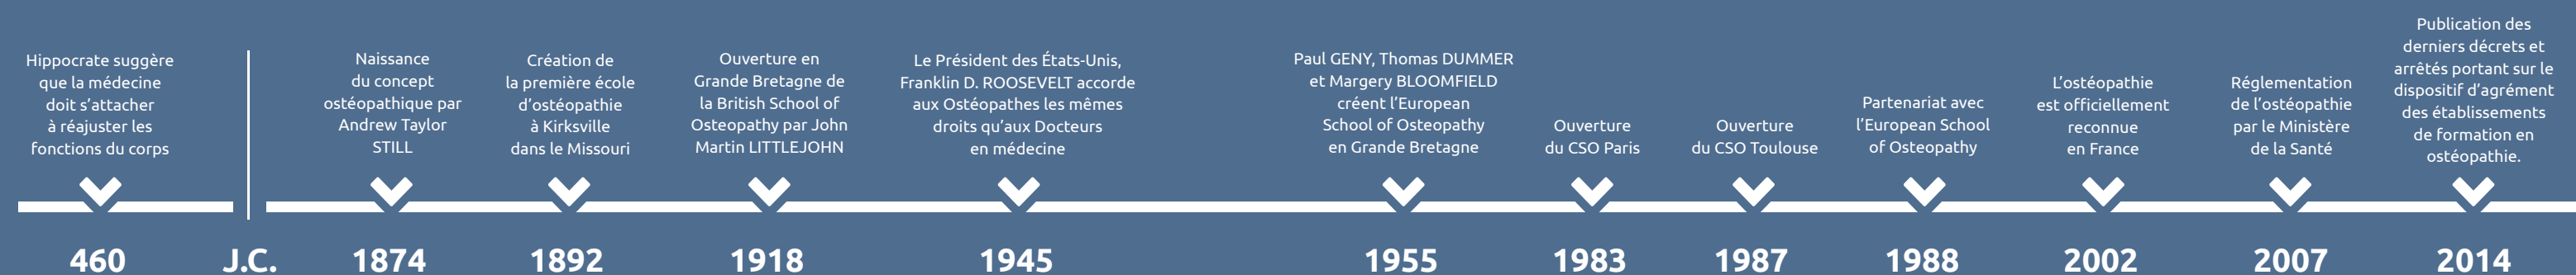 Hippocrate suggère
que la médecine
doit s'attacher
à réajuster les
fonctions du corps
460
J.C.
Naissance
du concept
ostéopathique par
Andrew Taylor
STILL
1874
Création de
la première école
d'ostéopathie
à Kirksville
dans le Missouri
1892
Ouverture en
Grande Bretagne de
la British School of
Osteopathy par John
Martin LITTLEJOHN
1918
Le Président des États-Unis,
Franklin D. ROOSEVELT accorde
aux Ostéopathes les mêmes
droits qu'aux Docteurs
en médecine
1945
Paul GENY, Thomas DUMMER
et Margery BLOOMFIELD
créent l'European
School of Osteopathy
en Grande Bretagne
1955
Ouverture
du CSO Paris
1983
Ouverture
du CSO Toulouse
1987
Partenariat avec
l'European School
of Osteopathy
1988
L'ostéopathie
est officiellement
reconnue
en France
2002
Réglementation
de l'ostéopathie
par le Ministère
de la Santé
2007
Publication des
derniers décrets et
arrêtés portant sur le
dispositif d'agrément
des établissements
de formation en
ostéopathie.
2014